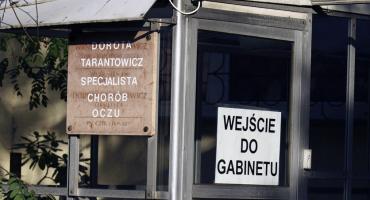 DOROTA
TARANTOWICZ
SPECJALISTA
CHORÓB
OCZU
WEJŚCIE
DO
GABINETU